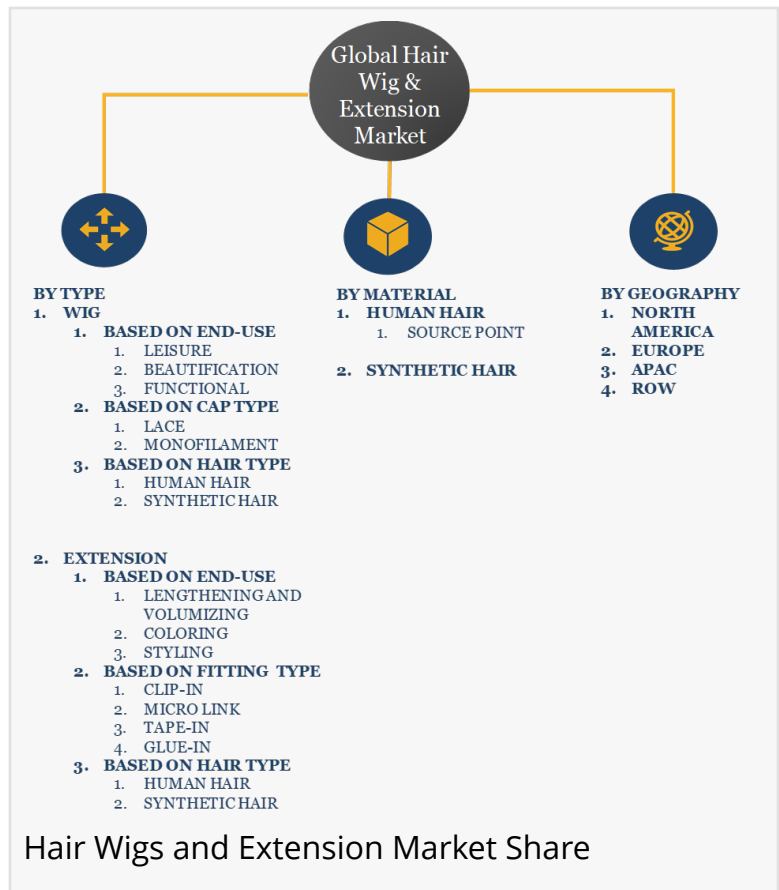 Global Hair
Wig &
Extension
Market
BY TYPE
1. WIG
1. BASED ON END-USE
1. LEISURE
2. BEAUTIFICATION
3. FUNCTIONAL
2. BASED ON CAP TYPE
1. LACE
2. MONOFILAMENT
3. BASED ON HAIR TYPE
1. HUMAN HAIR
2. SYNTHETIC HAIR
2. EXTENSION
1. BASED ON END-USE
1. LENGTHENING AND
VOLUMIZING
2. COLORING
3. STYLING
2. BASED ON FITTING TYPE
1. CLIP-IN
2. MICRO LINK
3. TAPE-IN
4. GLUE-IN
3. BASED ON HAIR TYPE
1. HUMAN HAIR
2. SYNTHETIC HAIR
BY MATERIAL
1. HUMAN HAIR
1. SOURCE POINT
2. SYNTHETIC HAIR
BY GEOGRAPHY
1. NORTH
AMERICA
2. EUROPE
3. APAC
4. ROW
Hair Wigs and Extension Market Share